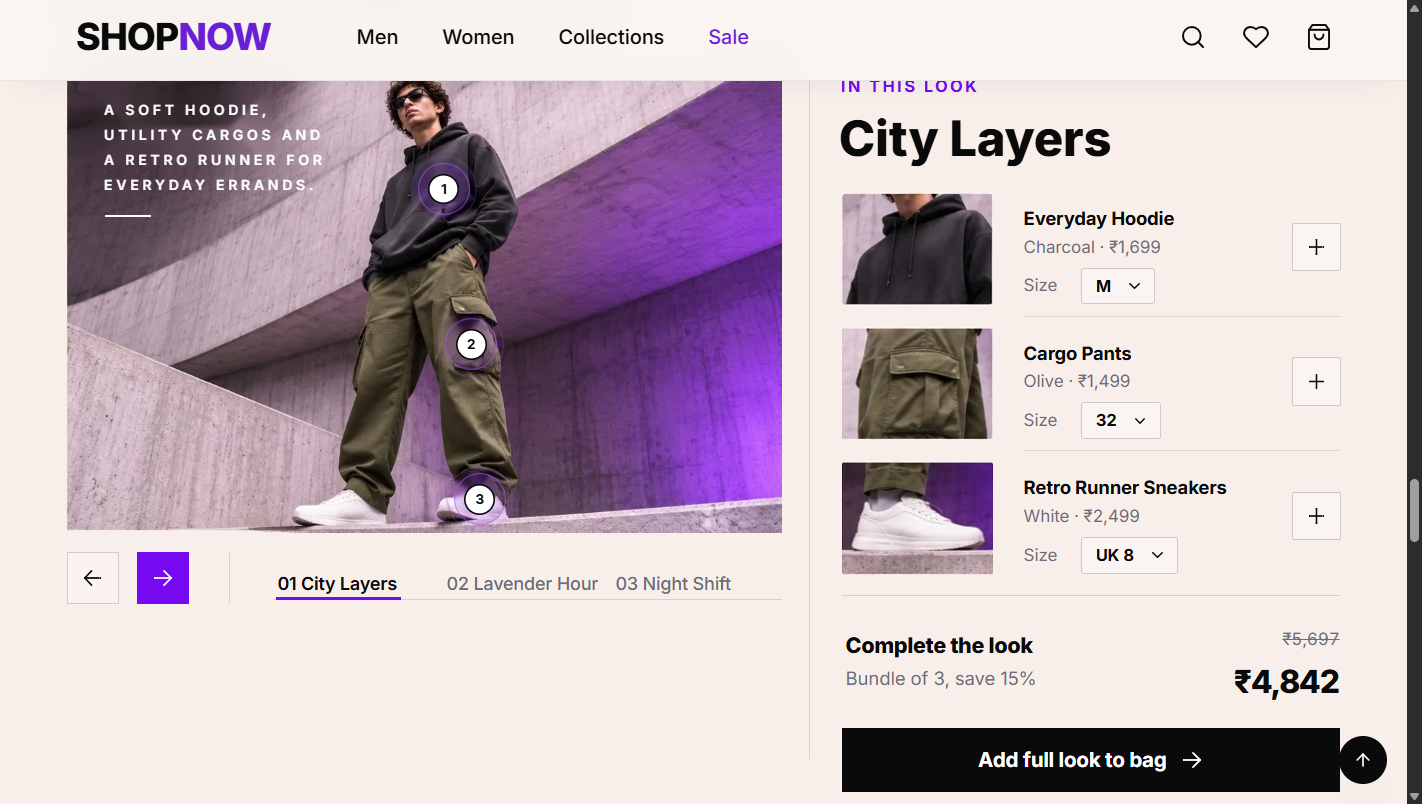 SHOPNOW
Men
Women
Collections
Sale
A SOFT HOODIE,
UTILITY CARGOS AND
A RETRO RUNNER FOR
EVERYDAY ERRANDS.
1
2
3
01 City Layers
02 Lavender Hour
03 Night Shift
IN THIS LOOK
City Layers
Everyday Hoodie
Charcoal · ₹1,699
Size M
Cargo Pants
Olive · ₹1,499
Size 32
Retro Runner Sneakers
White · ₹2,499
Size UK 8
Complete the look
₹5,697
Bundle of 3, save 15%
₹4,842
Add full look to bag